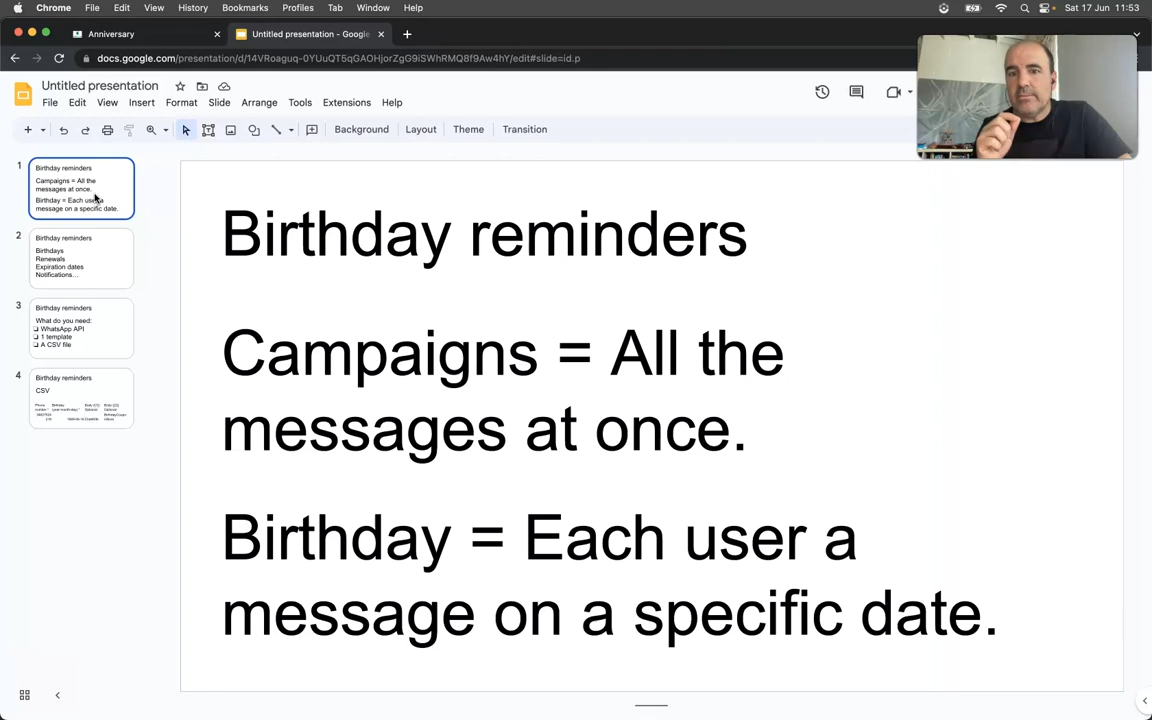 Chrome File Edit View History Bookmarks Profiles Tab Window Help Sat 17 Jun 11:53
Anniversary Untitled presentation - Google
docs.google.com/presentation/d/14VRoaguq-0YUuQT5qGAOHjorZgG9iSWhRMQ8f9Aw4hY/edit#slide=id.p
Untitled presentation
File Edit View Insert Format Slide Arrange Tools Extensions Help
Background Layout Theme Transition
1
Birthday reminders
Campaigns = All the
messages at once.
Birthday = Each user a
message on a specific date.
2
Birthday reminders
Birthdays
Renewals
Expiration dates
Notifications...
3
Birthday reminders
What do you need:
WhatsApp API
1 template
A CSV file
4
Birthday reminders
CSV
Birthday reminders
Campaigns = All the
messages at once.
Birthday = Each user a
message on a specific date.